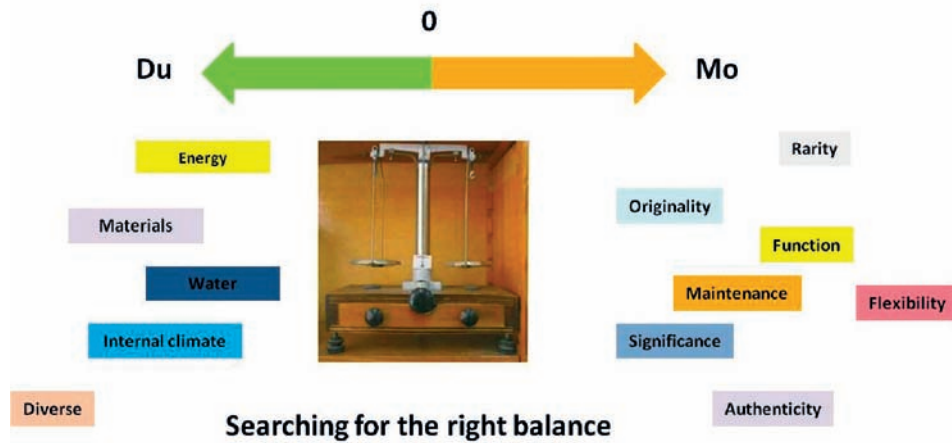 0
Du
Mo
Energy
Rarity
Materials
Originality
Function
Water
Maintenance
Flexibility
Internal climate
Significance
Diverse
Authenticity
Searching for the right balance